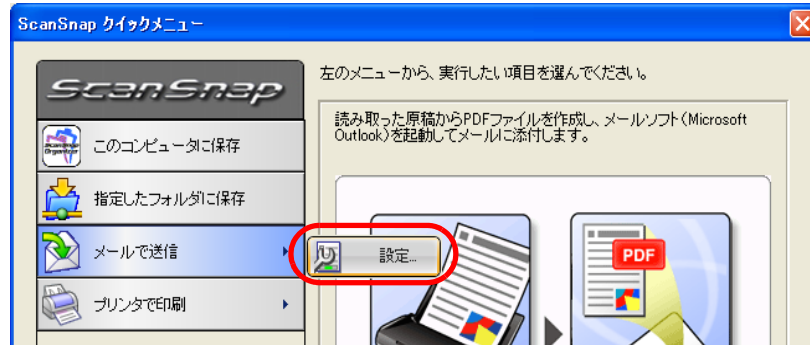 ScanSnap クイックメニュー
ScanSnap
左のメニューから、実行したい項目を選んでください。
読み取った原稿からPDFファイルを作成し、メールソフト(Microsoft
Outlook)を起動してメールに添付します。
このコンピュータに保存
指定したフォルダに保存
メールで送信
設定...
プリンタで印刷
PDF